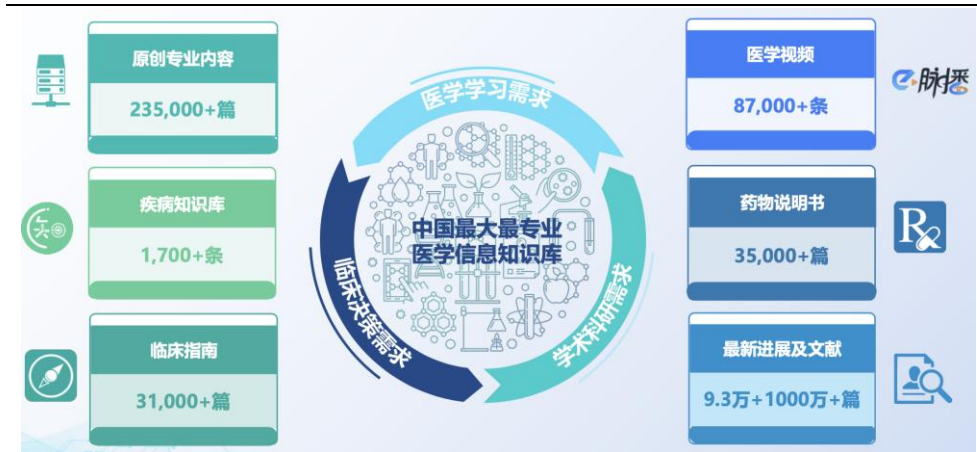 原创专业内容
235,000+篇
疾病知识库
1,700+条
临床指南
31,000+篇
医学学习需求
中国最大最专业
医学信息知识库
临床决策需求
学术科研需求
医学视频
87,000+条
e脉播
药物说明书
35,000+篇
R
最新进展及文献
9.3万+1000万+篇